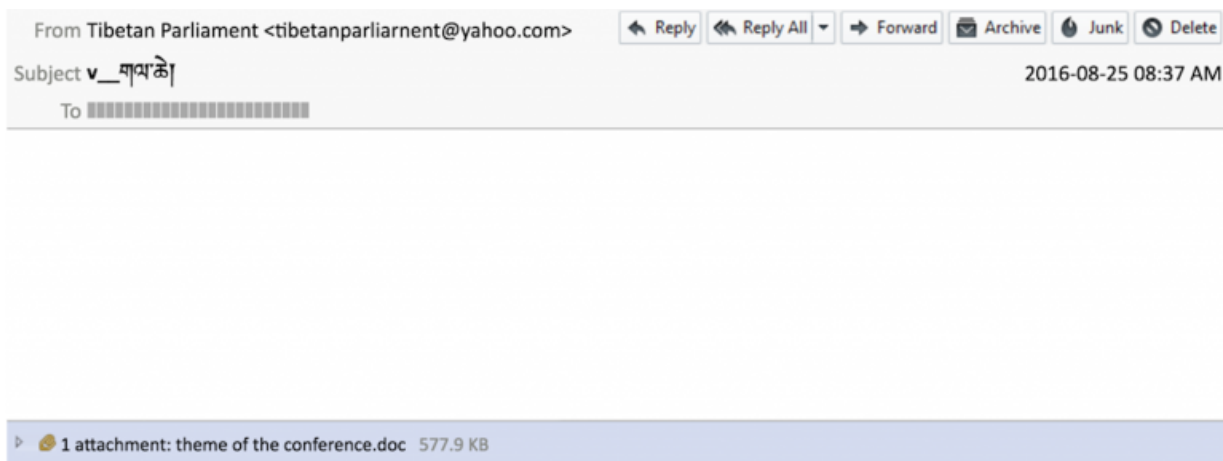 From Tibetan Parliament <tibetanparliarnent@yahoo.com> Reply Reply All Forward Archive Junk Delete
Subject v__གལ་ཆེ། 2016-08-25 08:37 AM
To
1 attachment: theme of the conference.doc 577.9 KB